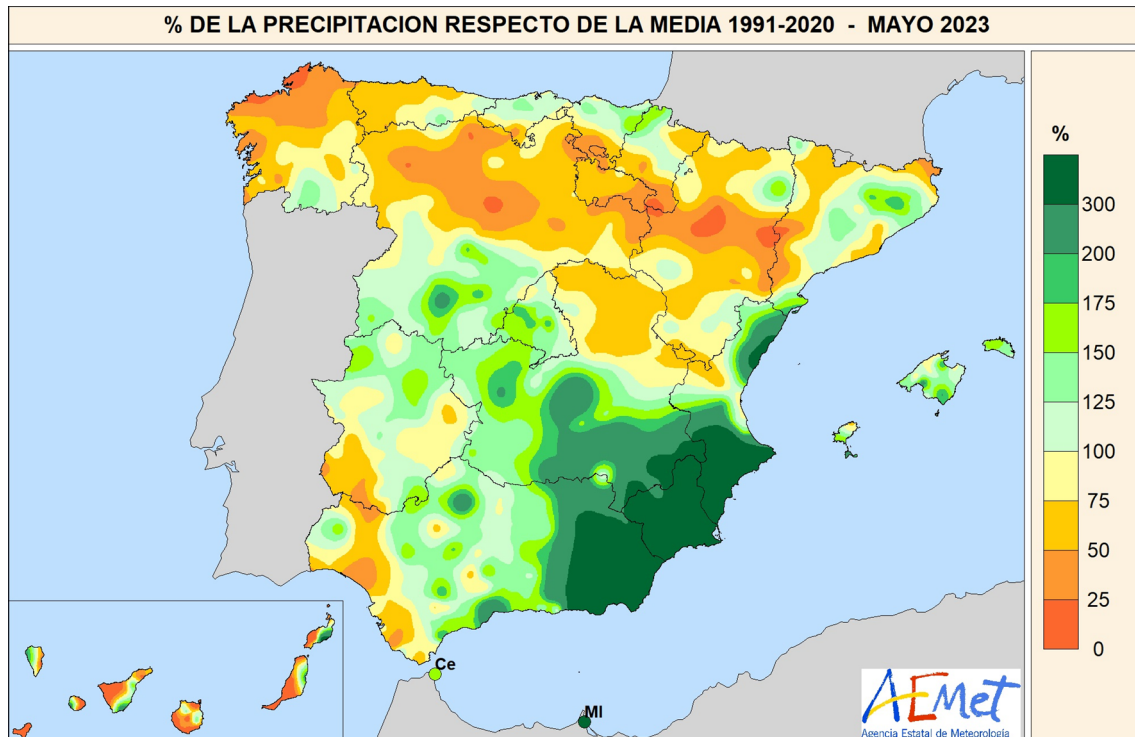 % DE LA PRECIPITACION RESPECTO DE LA MEDIA 1991-2020 - MAYO 2023
%
300
200
175
150
125
100
75
50
25
0
Ce
Ml
AEMet
Agencia Estatal de Meteorología